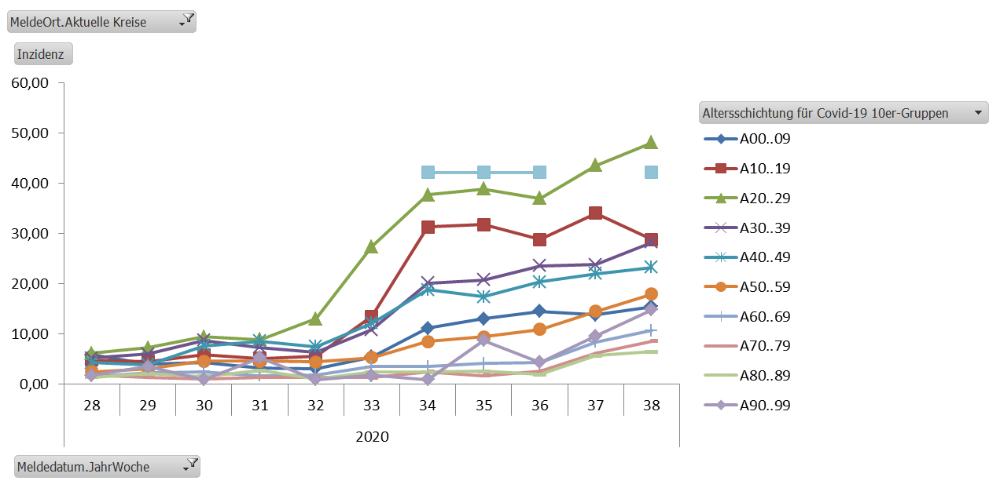 MeldeOrt.Aktuelle Kreise
Inzidenz
60,00
50,00
40,00
30,00
20,00
10,00
0,00
28 29 30 31 32 33 34 35 36 37 38
2020
Meldedatum.JahrWoche
Altersschichtung für Covid-19 10er-Gruppen
A00..09
A10..19
A20..29
A30..39
A40..49
A50..59
A60..69
A70..79
A80..89
A90..99